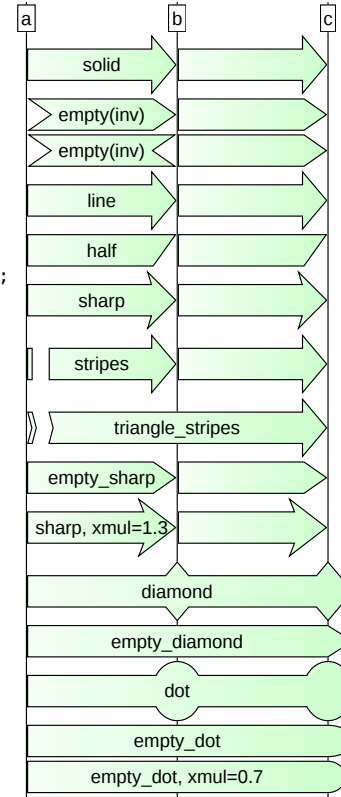 a b c
solid
empty(inv)
empty(inv)
line
half
;
sharp
stripes
triangle_stripes
empty_sharp
sharp, xmul=1.3
diamond
empty_diamond
dot
empty_dot
empty_dot, xmul=0.7